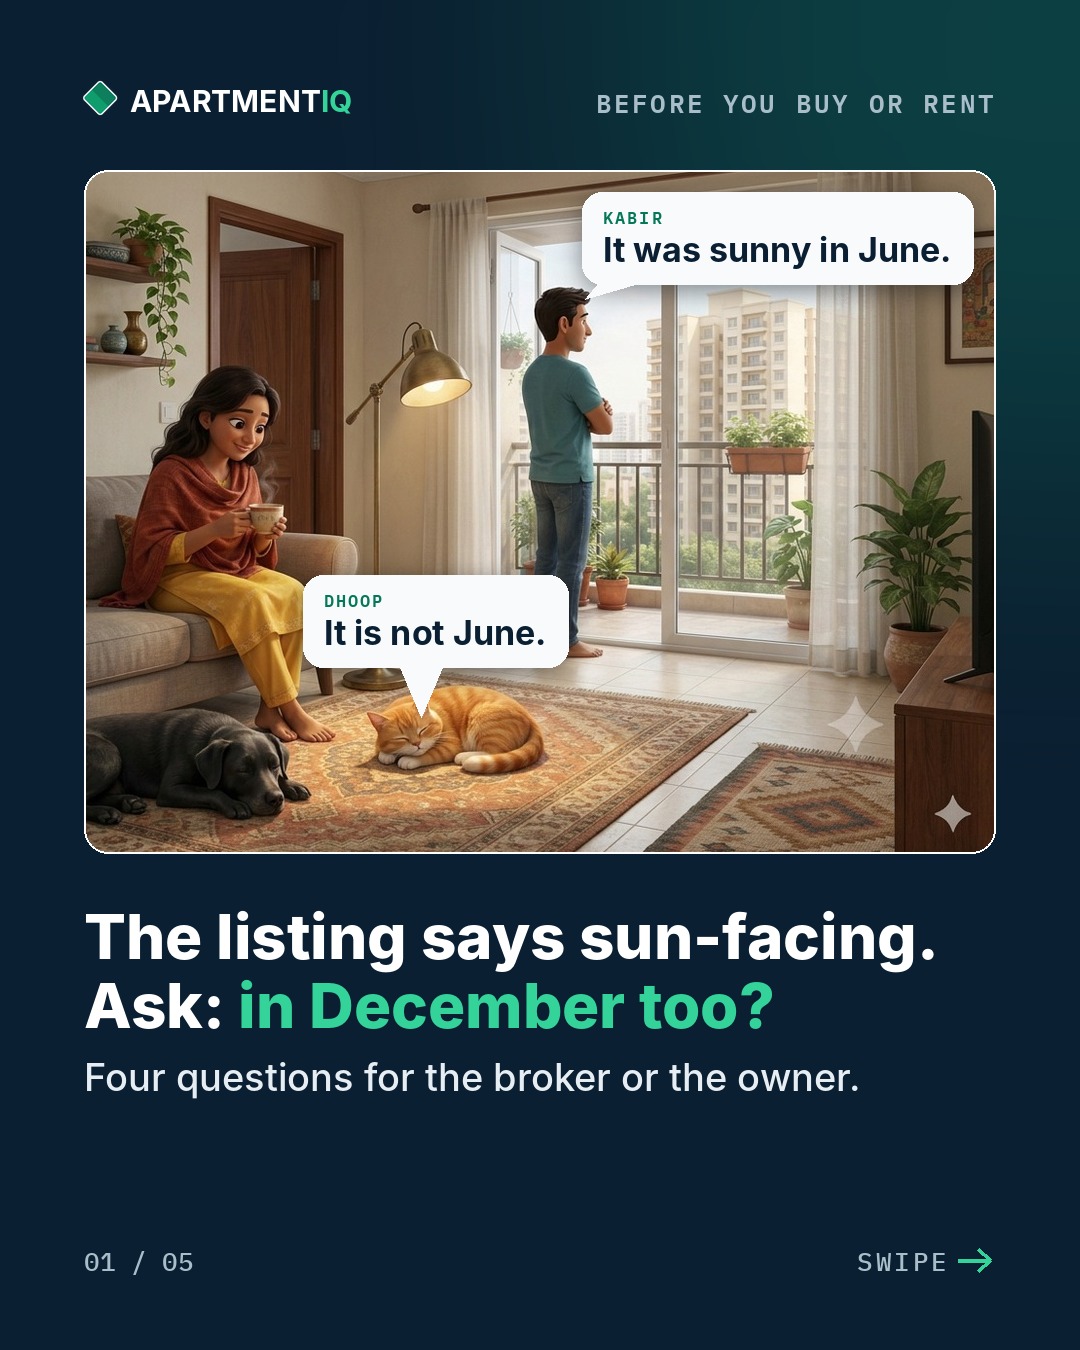 APARTMENTIQ
BEFORE YOU BUY OR RENT
KABIR
It was sunny in June.
DHOOP
It is not June.
The listing says sun-facing.
Ask: in December too?
Four questions for the broker or the owner.
01 / 05
SWIPE